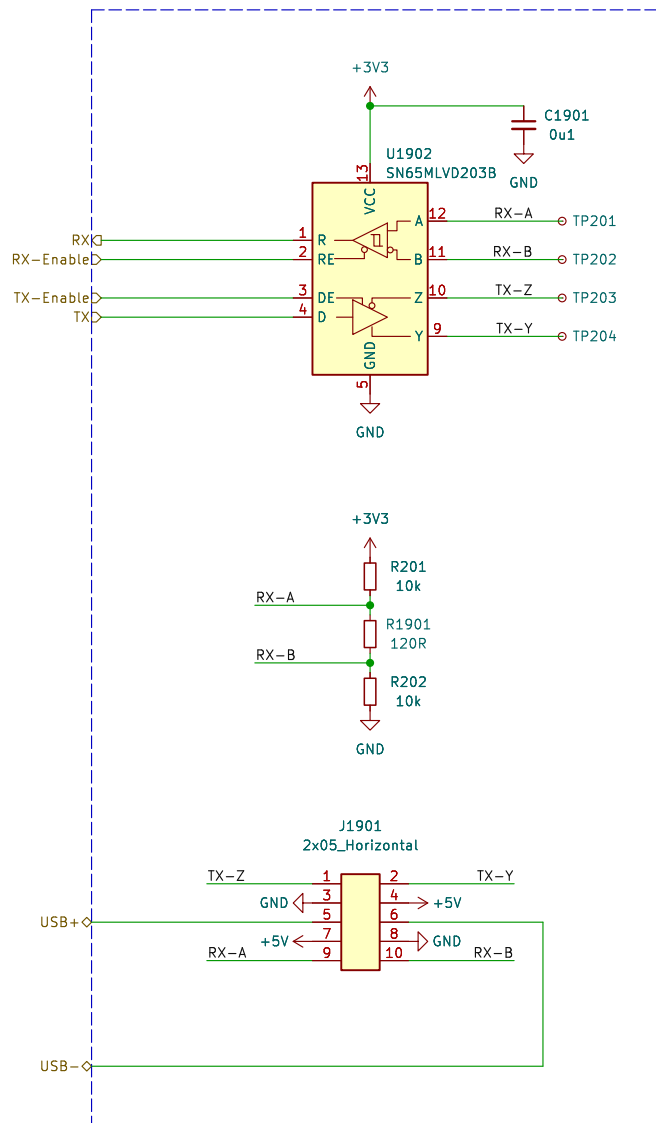 +3V3
C1901
0u1
GND
U1902
SN65MLVD203B
13
VCC
RX 1 R A 12 RX-A TP201
RX-Enable 2 RE B 11 RX-B TP202
TX-Enable 3 DE Z 10 TX-Z TP203
TX 4 D Y 9 TX-Y TP204
GND
5
GND
+3V3
R201
10k
RX-A
R1901
120R
RX-B
R202
10k
GND
J1901
2x05_Horizontal
TX-Z 1 2 TX-Y
GND 3 4 +5V
USB+ 5 6
+5V 7 8 GND
RX-A 9 10 RX-B
USB-